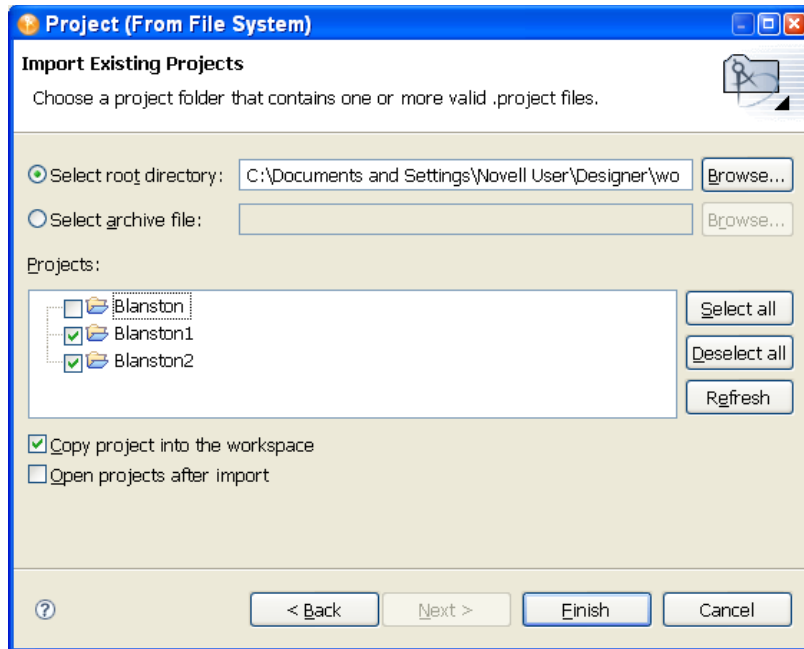 Project (From File System)
Import Existing Projects
Choose a project folder that contains one or more valid .project files.
Select root directory: C:\Documents and Settings\Novell User\Designer\wo Browse...
Select archive file: Browse...
Projects:
Blanston
Blanston1
Blanston2
Select all
Deselect all
Refresh
Copy project into the workspace
Open projects after import
? < Back Next > Finish Cancel